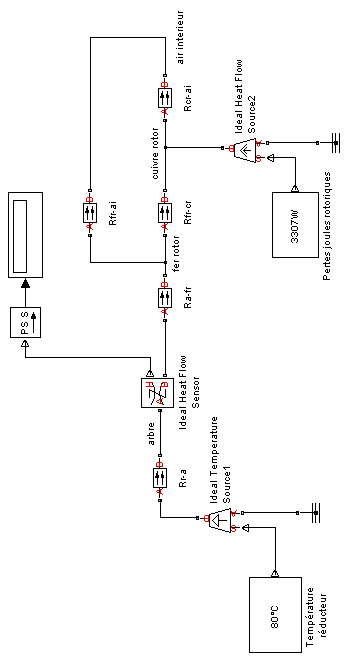 PS S
Rfr-ai
arbre
cuivre rotor
fer rotor
air interieur
Rr-a
Ideal Heat Flow
Sensor
Ra-fr
Rfr-cr
Rcr-ai
Ideal Temperature
Source1
Ideal Heat Flow
Source2
80°C
3307W
Température
réducteur
Pertes joules rotoriques